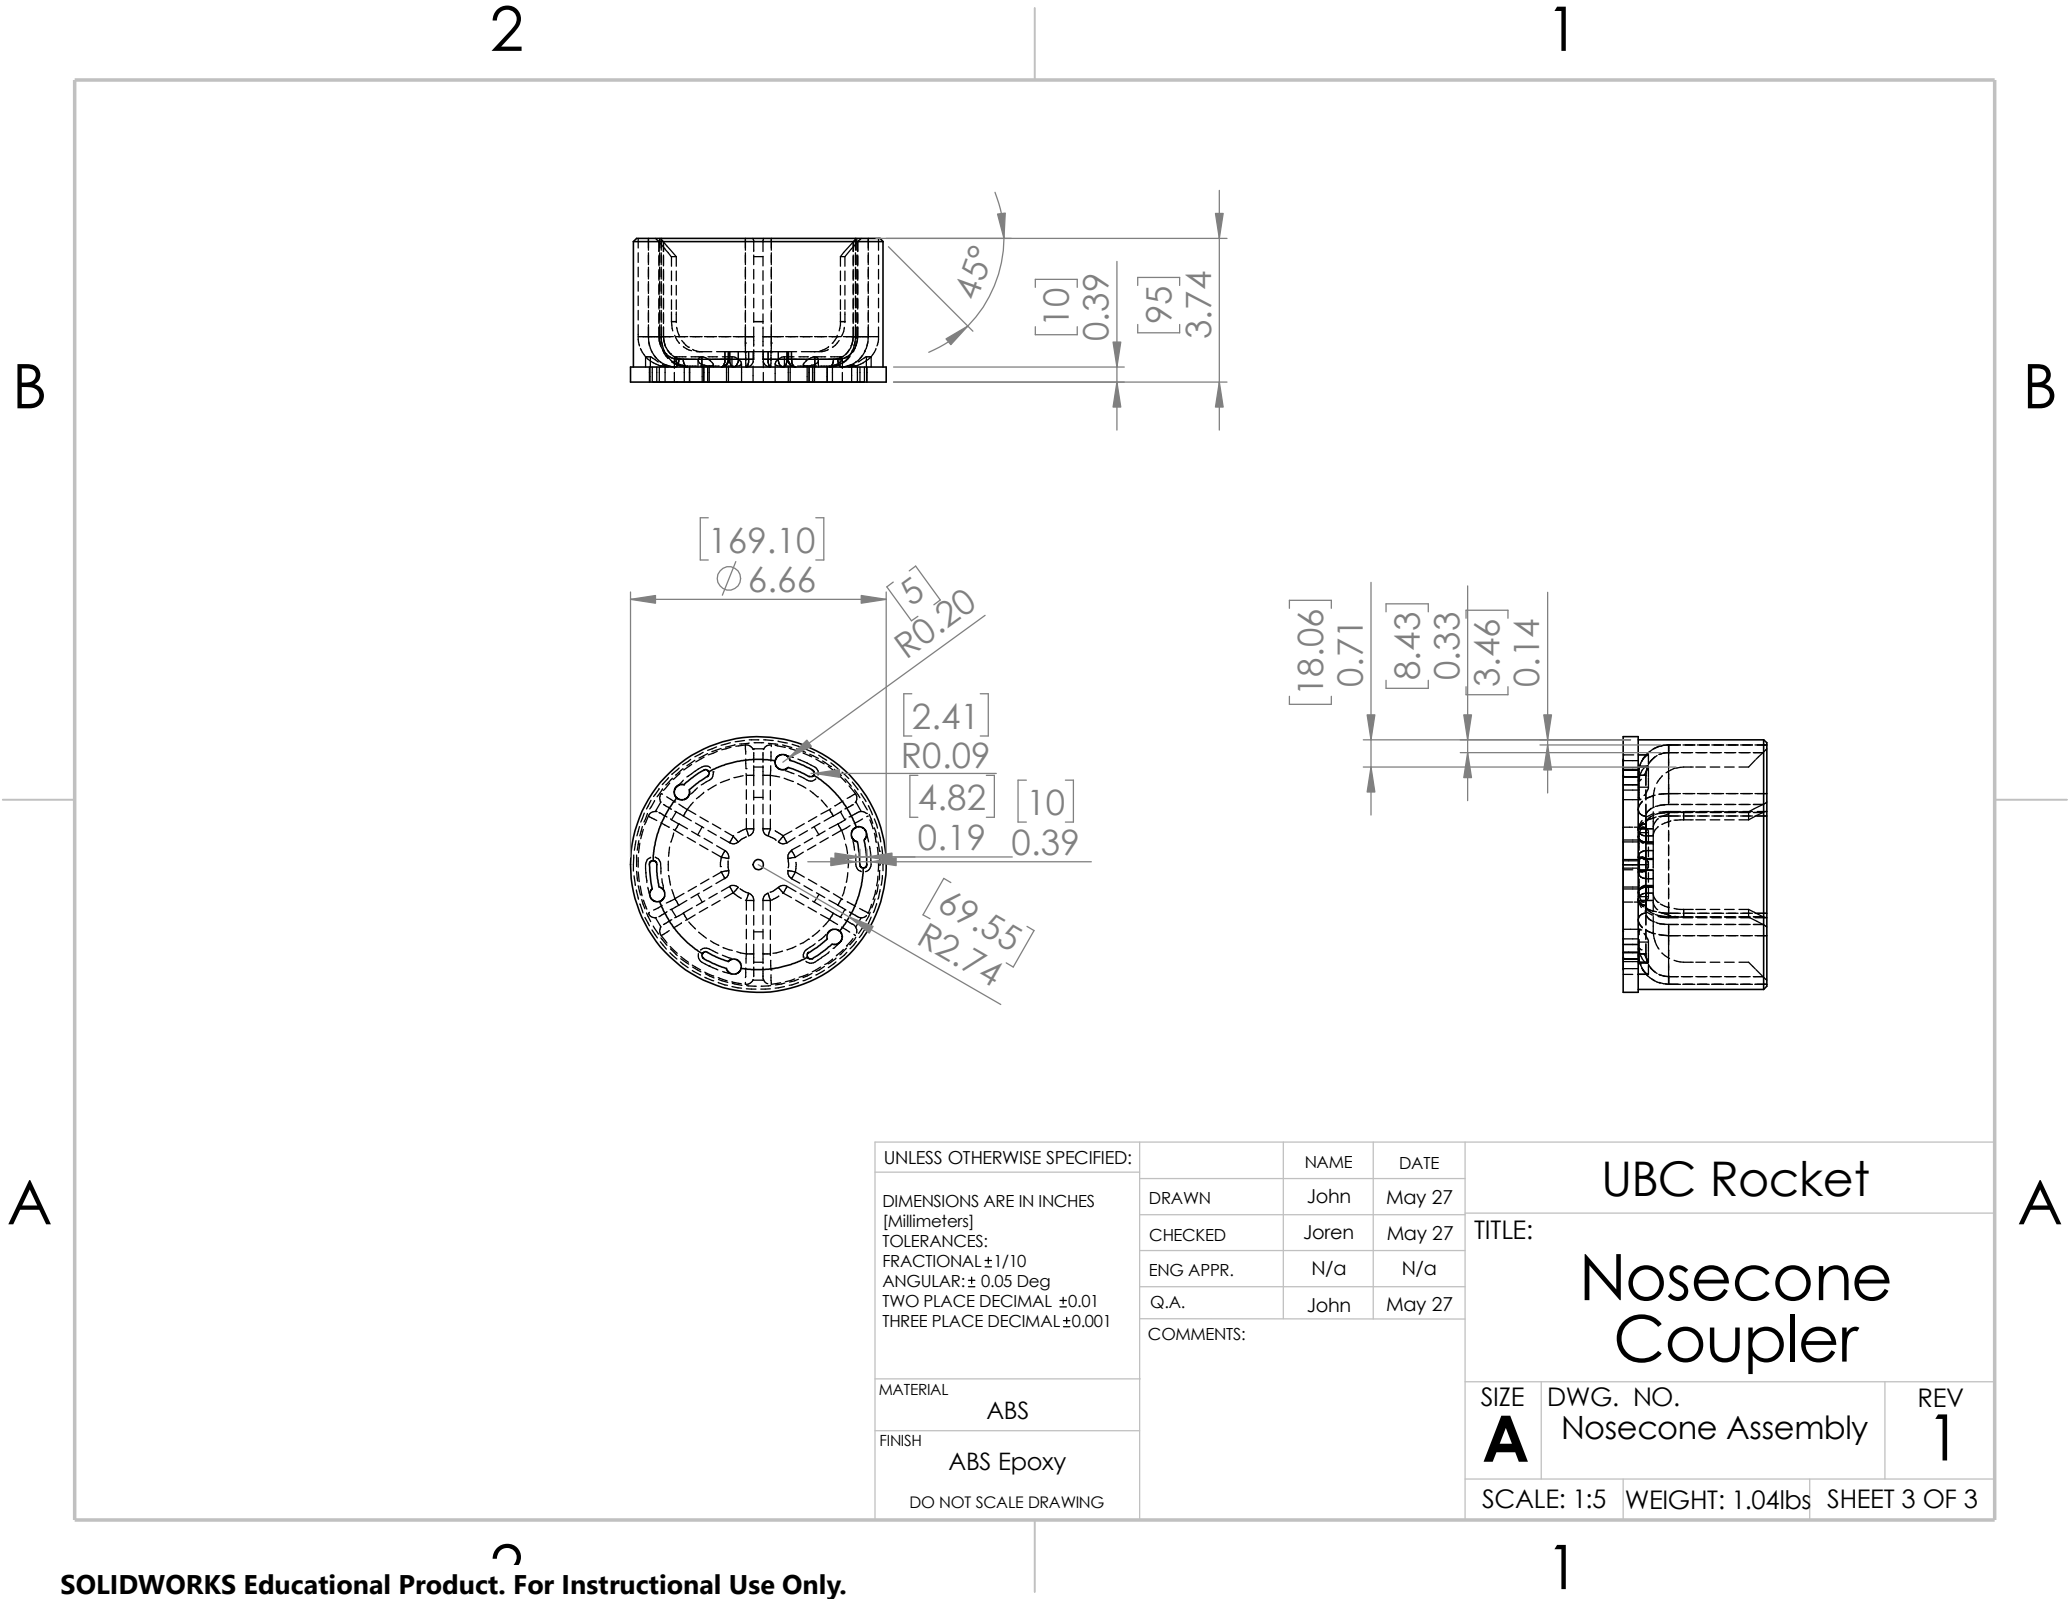 2
1
B
B
45°
[10]
0.39
[95]
3.74
[169.10]
∅6.66
[5]
R0.20
[2.41]
R0.09
[4.82]
0.19
[10]
0.39
[69.55]
R2.74
[18.06]
0.71
[8.43]
0.33
[3.46]
0.14
A
A
UNLESS OTHERWISE SPECIFIED:
DIMENSIONS ARE IN INCHES
[Millimeters]
TOLERANCES:
FRACTIONAL±1/10
ANGULAR:± 0.05 Deg
TWO PLACE DECIMAL ±0.01
THREE PLACE DECIMAL±0.001
MATERIAL
ABS
FINISH
ABS Epoxy
DO NOT SCALE DRAWING
NAME DATE
DRAWN John May 27
CHECKED Joren May 27
ENG APPR. N/a N/a
Q.A. John May 27
COMMENTS:
UBC Rocket
TITLE:
Nosecone
Coupler
SIZE DWG. NO. REV
A Nosecone Assembly 1
SCALE: 1:5 WEIGHT: 1.04lbs SHEET 3 OF 3
2
1
SOLIDWORKS Educational Product. For Instructional Use Only.